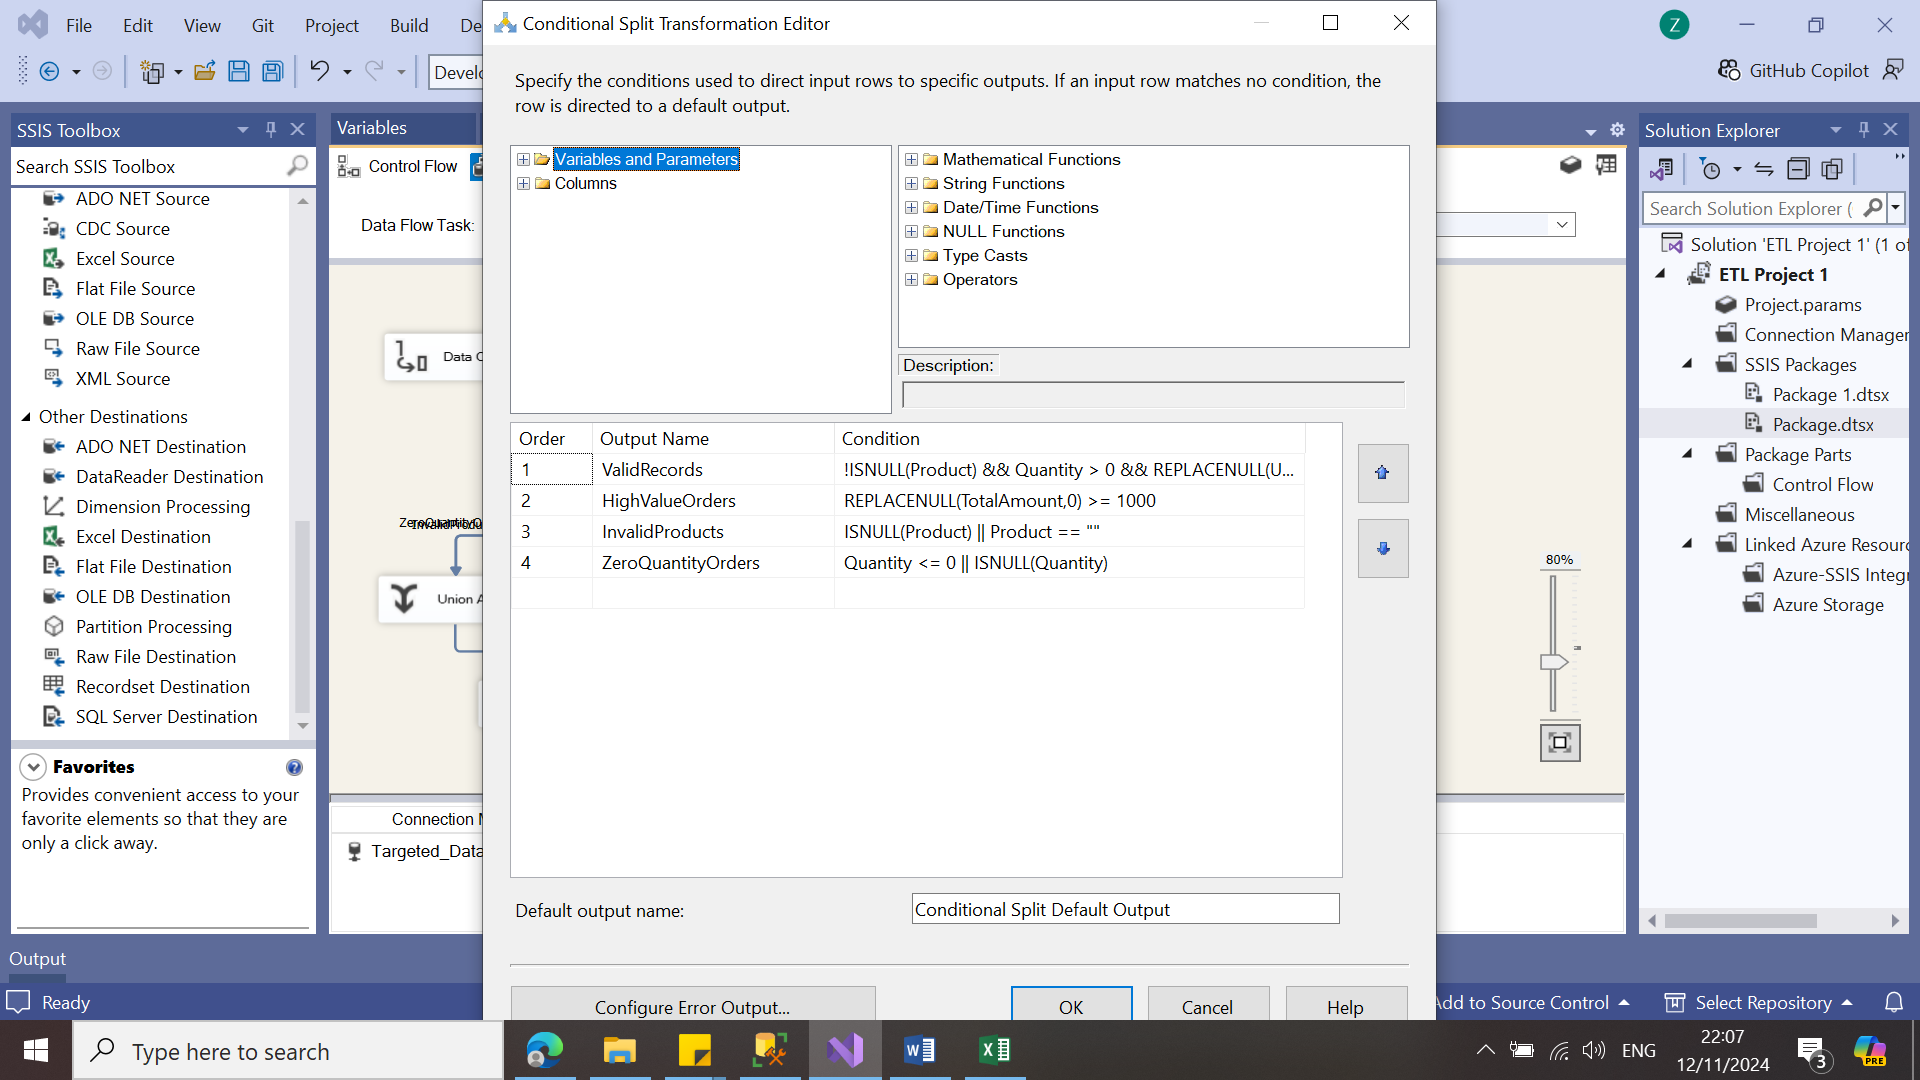 File Edit View Git Project Build De
Z
Develo
GitHub Copilot
Conditional Split Transformation Editor
Specify the conditions used to direct input rows to specific outputs. If an input row matches no condition, the
row is directed to a default output.
SSIS Toolbox
Search SSIS Toolbox
ADO NET Source
CDC Source
Excel Source
Flat File Source
OLE DB Source
Raw File Source
XML Source
Other Destinations
ADO NET Destination
DataReader Destination
Dimension Processing
Excel Destination
Flat File Destination
OLE DB Destination
Partition Processing
Raw File Destination
Recordset Destination
SQL Server Destination
Favorites
Provides convenient access to your
favorite elements so that they are
only a click away.
Variables
Control Flow
Data Flow Task:
Data C
Union A
Connection M
Targeted_Data
Variables and Parameters
Columns
Mathematical Functions
String Functions
Date/Time Functions
NULL Functions
Type Casts
Operators
Description:
Order Output Name Condition
1 ValidRecords !ISNULL(Product) && Quantity > 0 && REPLACENULL(U...
2 HighValueOrders REPLACENULL(TotalAmount,0) >= 1000
3 InvalidProducts ISNULL(Product) || Product == ""
4 ZeroQuantityOrders Quantity <= 0 || ISNULL(Quantity)
Default output name: Conditional Split Default Output
Configure Error Output... OK Cancel Help
80%
Solution Explorer
Search Solution Explorer (
Solution 'ETL Project 1' (1 of
ETL Project 1
Project.params
Connection Manager
SSIS Packages
Package 1.dtsx
Package.dtsx
Package Parts
Control Flow
Miscellaneous
Linked Azure Resourc
Azure-SSIS Integr
Azure Storage
Output
Ready
Add to Source Control Select Repository
Type here to search
ENG
22:07
12/11/2024
3
PRE